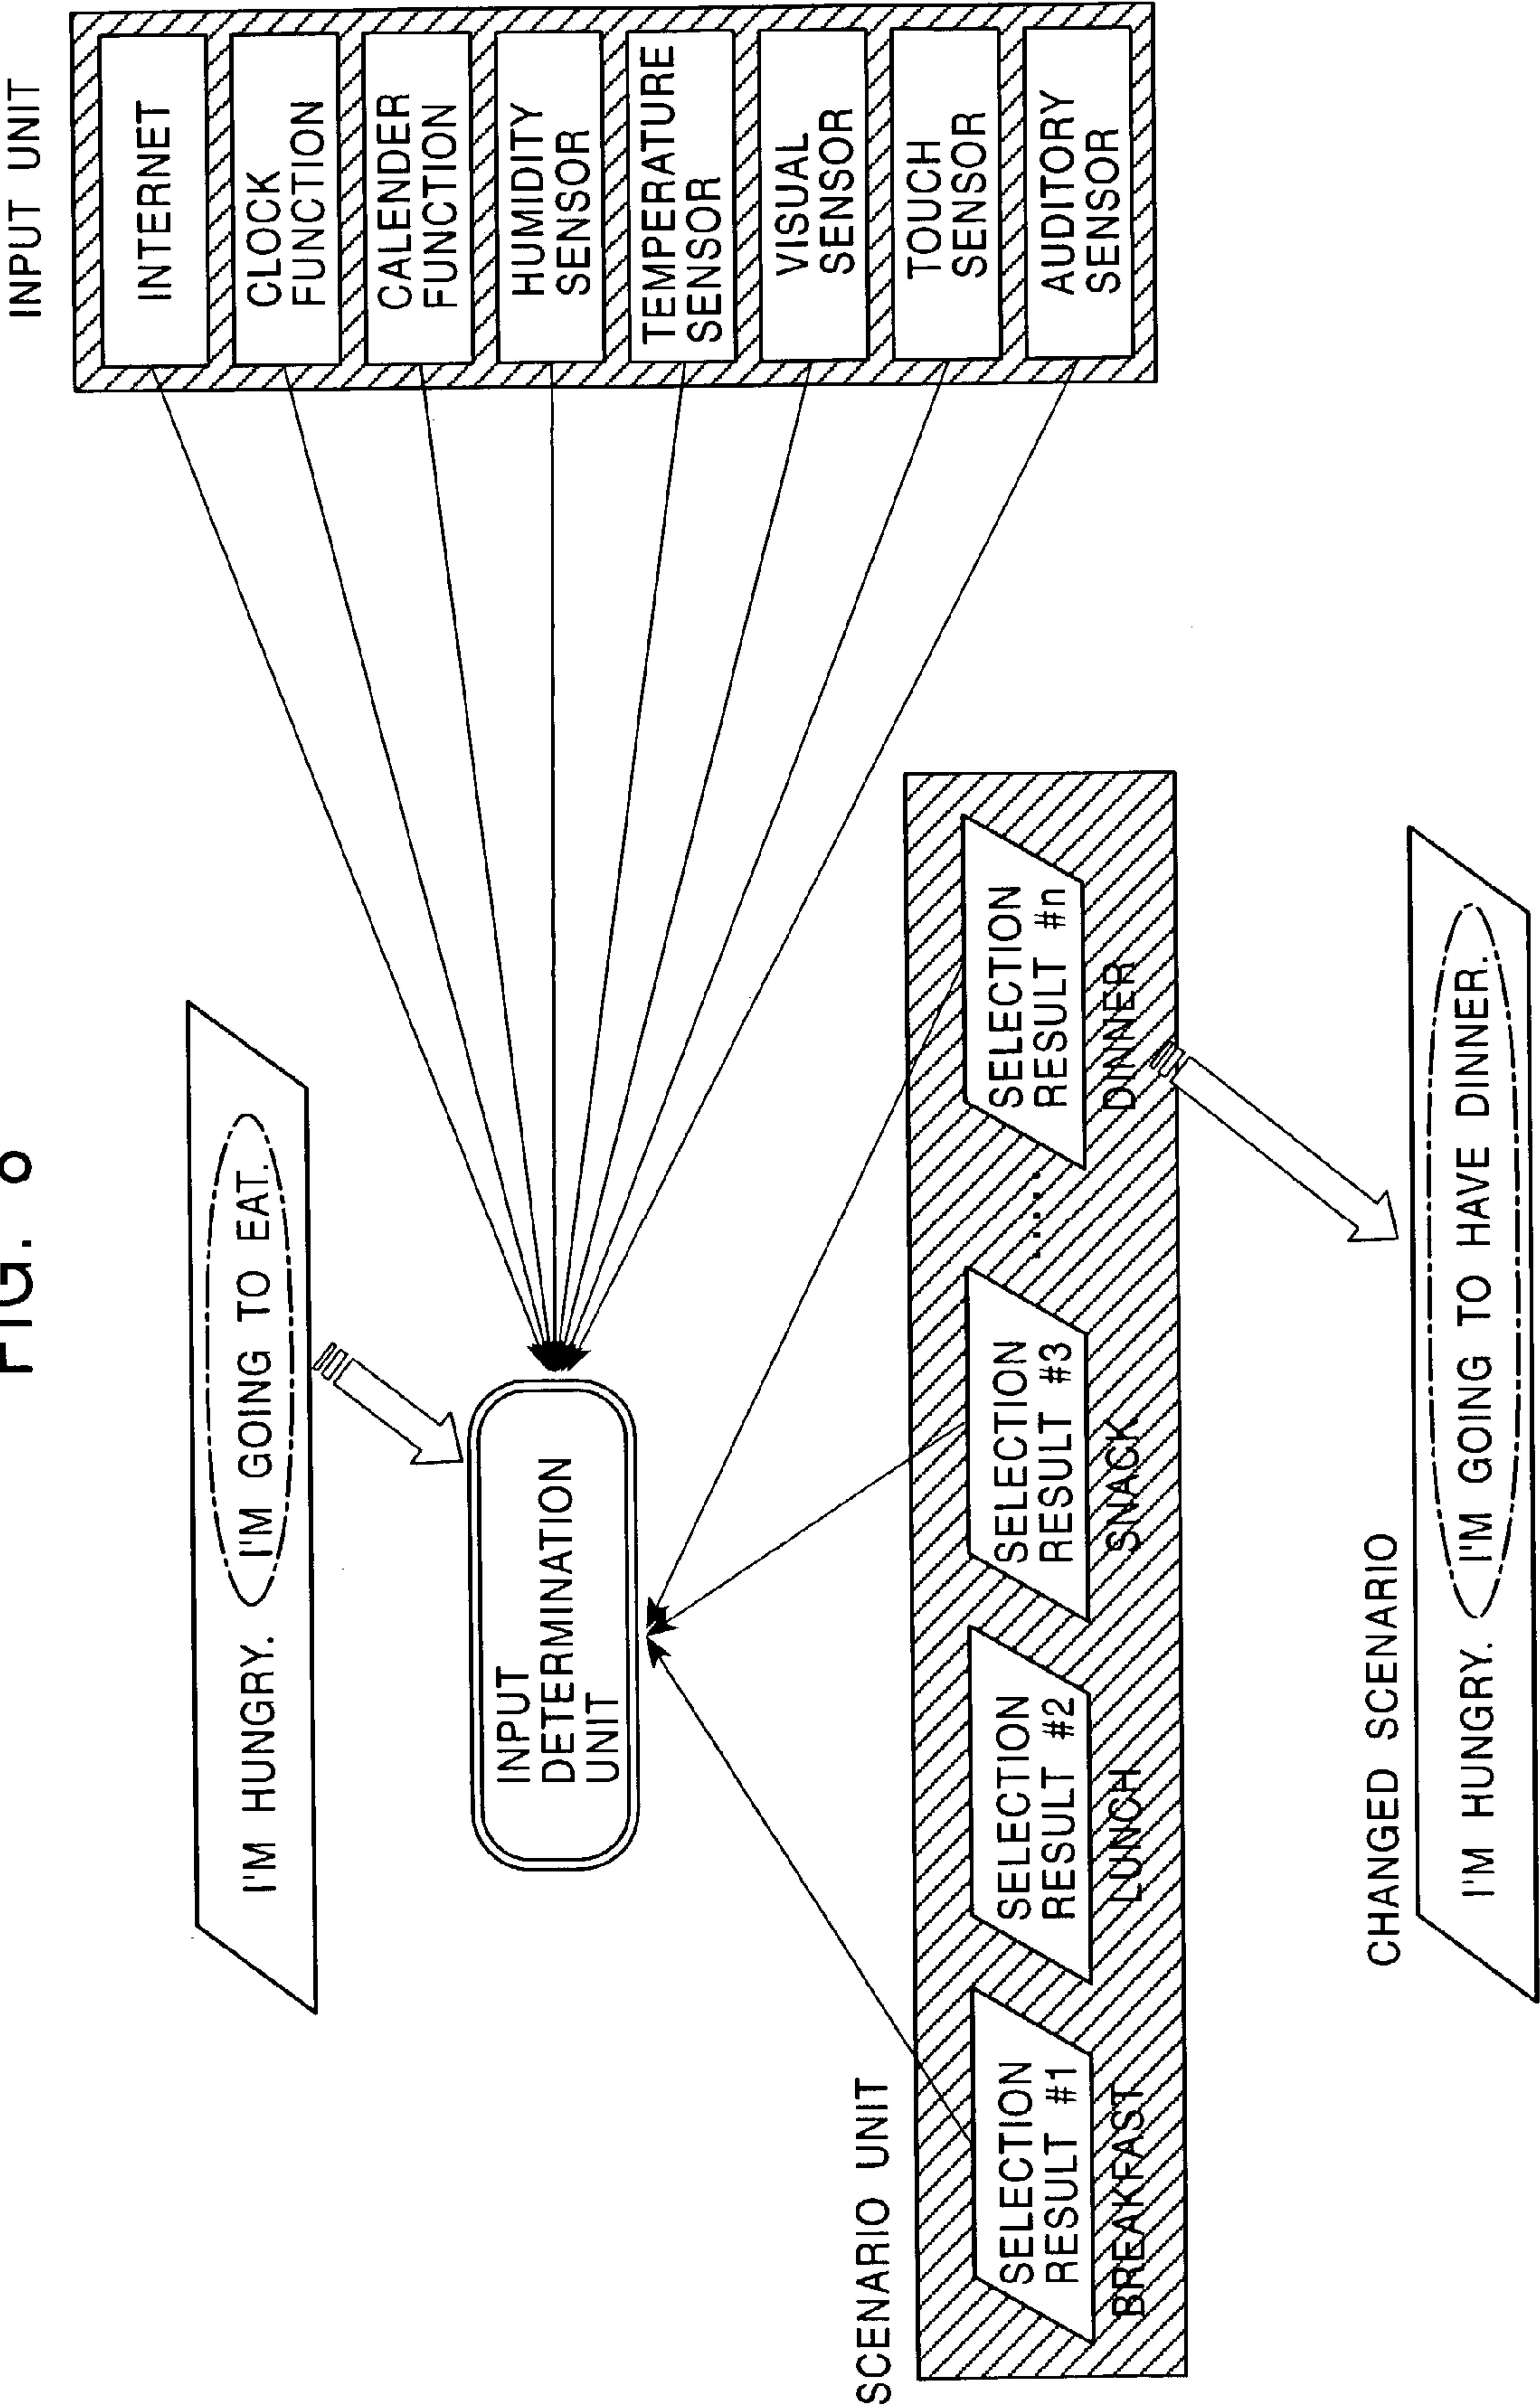 FIG.
INPUT UNIT
I'M HUNGRY. I'M GOING TO EAT.
INTERNET
CLOCK
FUNCTION
CALENDER
FUNCTION
HUMIDITY
SENSOR
TEMPERATURE
SENSOR
VISUAL
SENSOR
TOUCH
SENSOR
AUDITORY
SENSOR
INPUT
DETERMINATION
UNIT
SCENARIO UNIT
SELECTION
RESULT #1
BREAKFAST
SELECTION
RESULT #2
LUNCH
SELECTION
RESULT #3
SNACK
.....
SELECTION
RESULT #n
DINNER
CHANGED SCENARIO
I'M HUNGRY. I'M GOING TO HAVE DINNER.